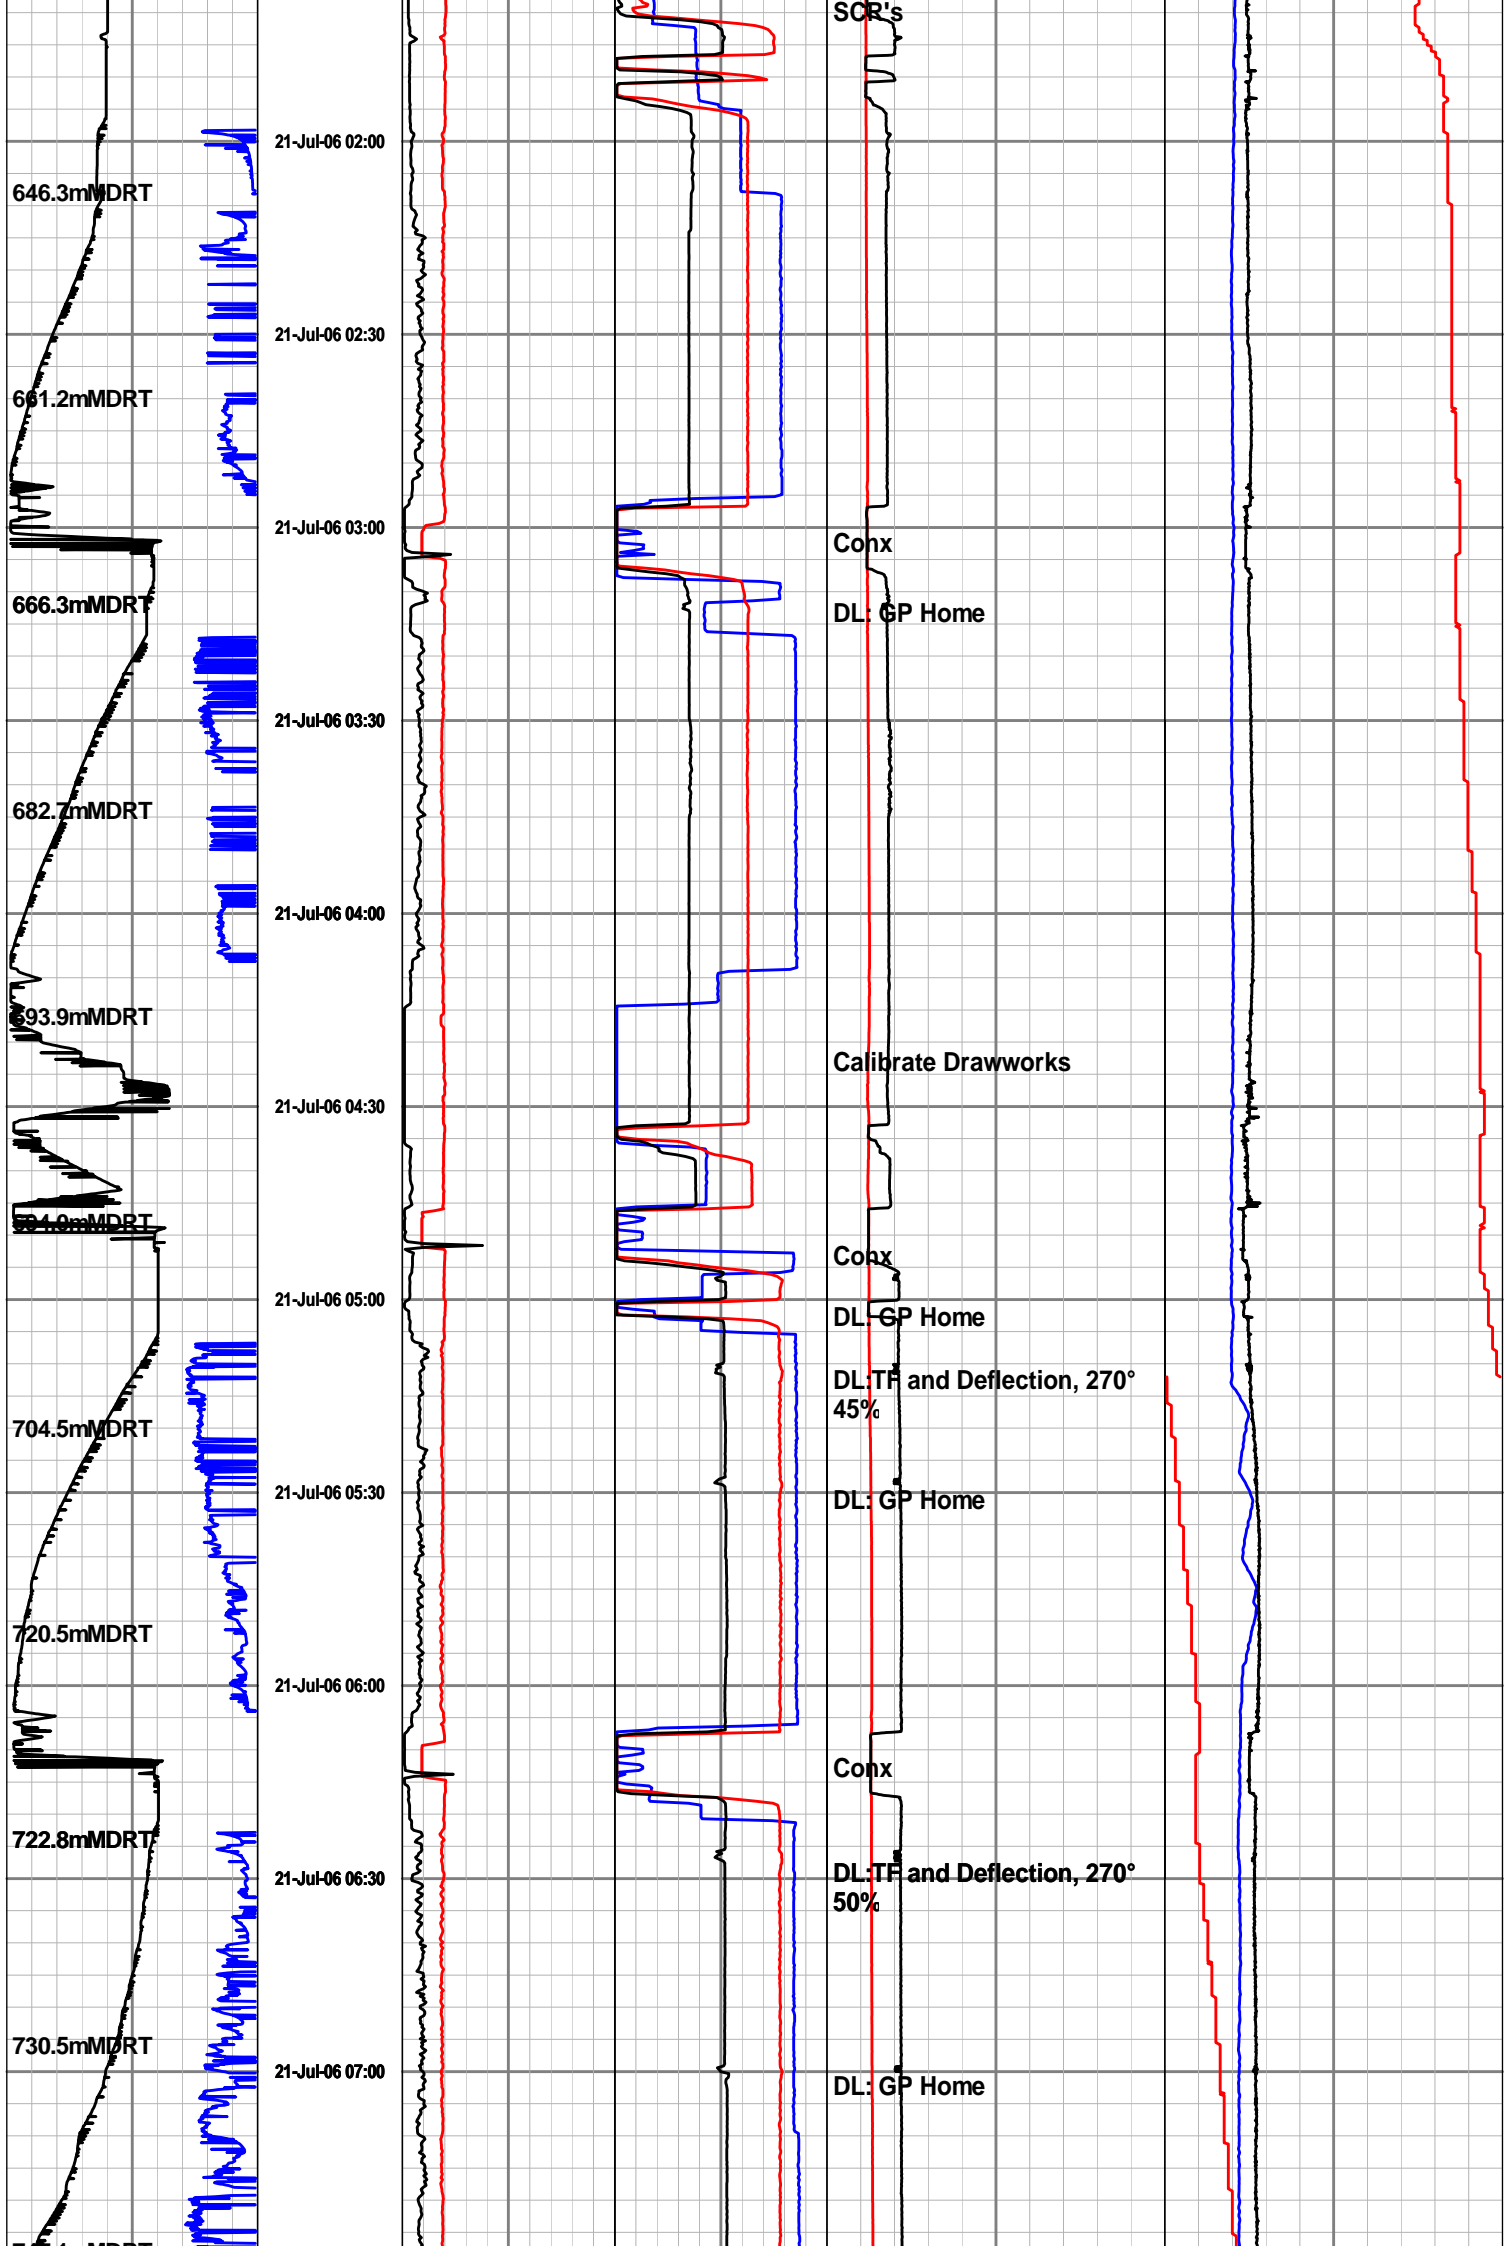 SCR's
21-Jul-06 02:00
646.3mMDRT
21-Jul-06 02:30
661.2mMDRT
21-Jul-06 03:00
Conx
666.3mMDRT
DL: GP Home
21-Jul-06 03:30
682.7mMDRT
21-Jul-06 04:00
693.9mMDRT
Calibrate Drawworks
21-Jul-06 04:30
Conx
21-Jul-06 05:00
DL: GP Home
DL:TF and Deflection, 270°
45%
704.5mMDRT
21-Jul-06 05:30
DL: GP Home
720.5mMDRT
21-Jul-06 06:00
Conx
722.8mMDRT
21-Jul-06 06:30
DL:TF and Deflection, 270°
50%
730.5mMDRT
21-Jul-06 07:00
DL: GP Home